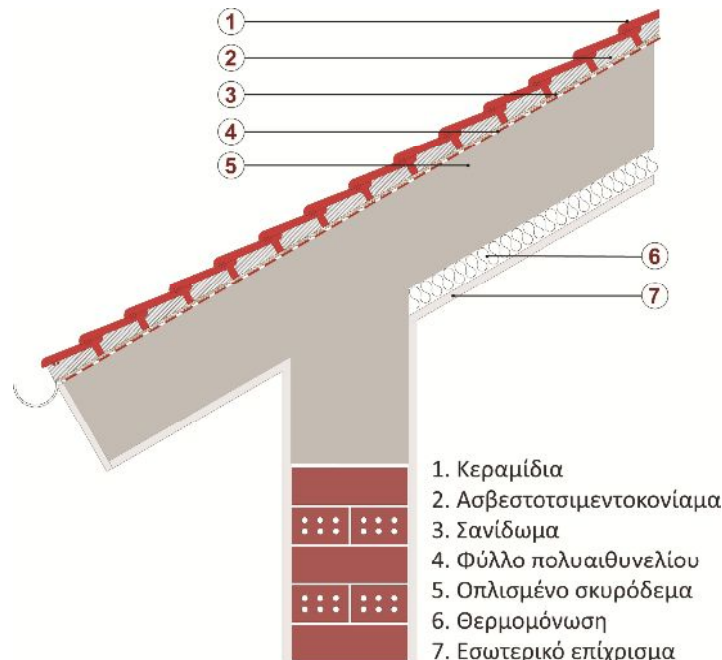 1
2
3
4
5
6
7
1. Κεραμίδια
2. Ασβεστοτσιμεντοκονίαμα
3. Σανίδωμα
4. Φύλλο πολυαιθυνελίου
5. Οπλισμένο σκυρόδεμα
6. Θερμομόνωση
7. Εσωτερικό επίχρισμα